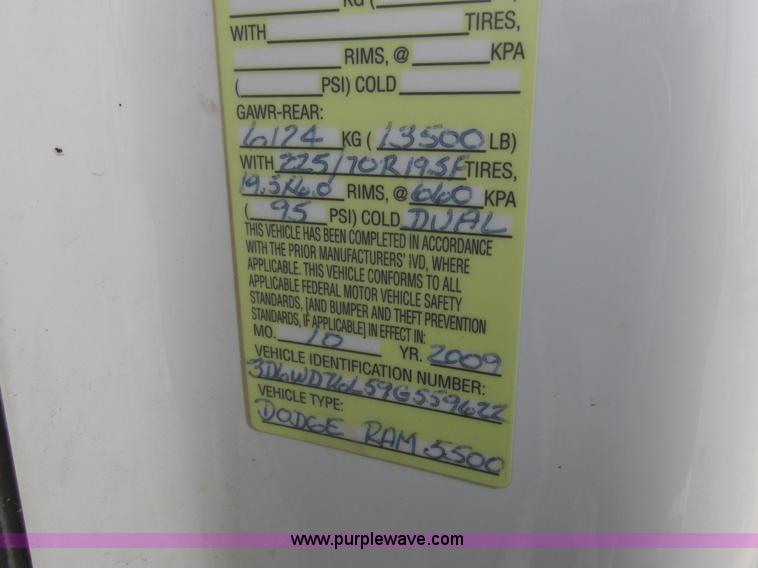 KG (
WITH TIRES,
RIMS, @ KPA
( PSI) COLD
GAWR-REAR:
6124 KG ( 13500 LB)
WITH 225/70R19.5F TIRES,
19.5X6.0 RIMS, @ 660 KPA
( 95 PSI) COLD DUAL
THIS VEHICLE HAS BEEN COMPLETED IN ACCORDANCE
WITH THE PRIOR MANUFACTURERS' IVD, WHERE
APPLICABLE. THIS VEHICLE CONFORMS TO ALL
APPLICABLE FEDERAL MOTOR VEHICLE SAFETY
STANDARDS, [AND BUMPER AND THEFT PREVENTION
STANDARDS, IF APPLICABLE] IN EFFECT IN:
MO. 10 YR. 2009
VEHICLE IDENTIFICATION NUMBER:
3D6WD76L59G559622
VEHICLE TYPE:
DODGE RAM 5500
www.purplewave.com